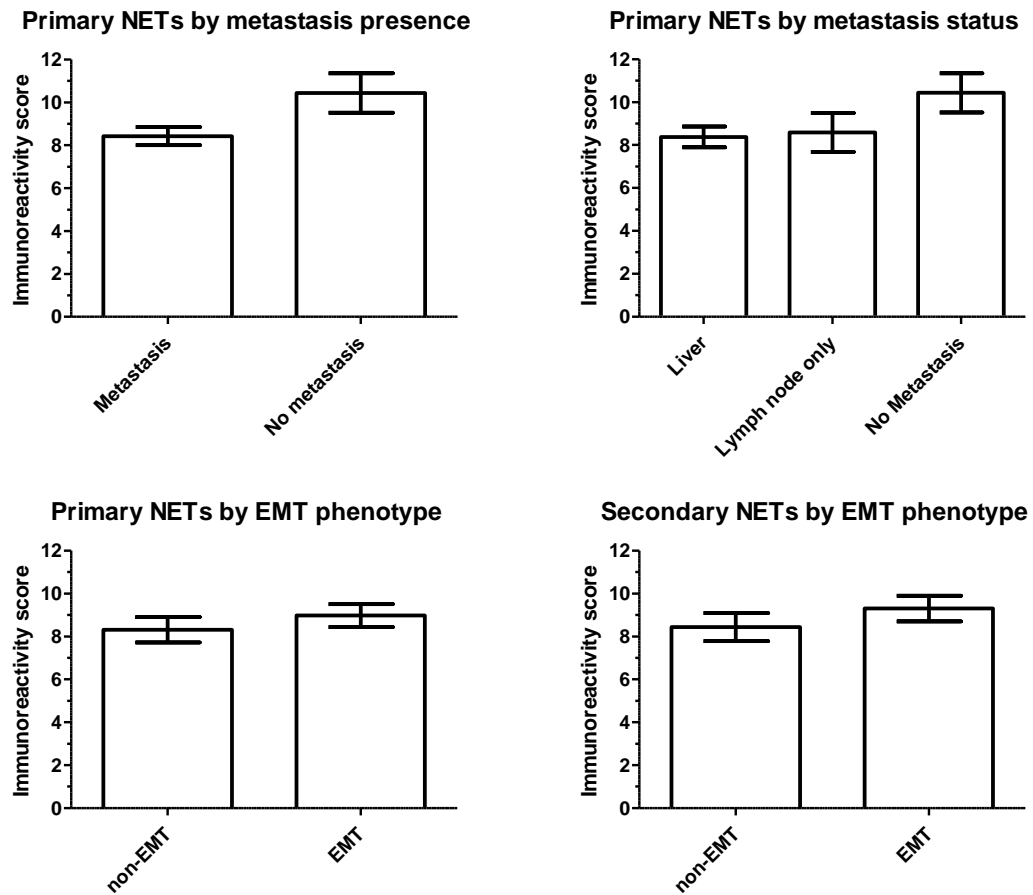 Primary NETs by metastasis presence
Immunoreactivity score
12
10
8
6
4
2
0
Metastasis
No metastasis
Primary NETs by metastasis status
Immunoreactivity score
12
10
8
6
4
2
0
Liver
Lymph node only
No Metastasis
Primary NETs by EMT phenotype
Immunoreactivity score
12
10
8
6
4
2
0
non-EMT
EMT
Secondary NETs by EMT phenotype
Immunoreactivity score
12
10
8
6
4
2
0
non-EMT
EMT